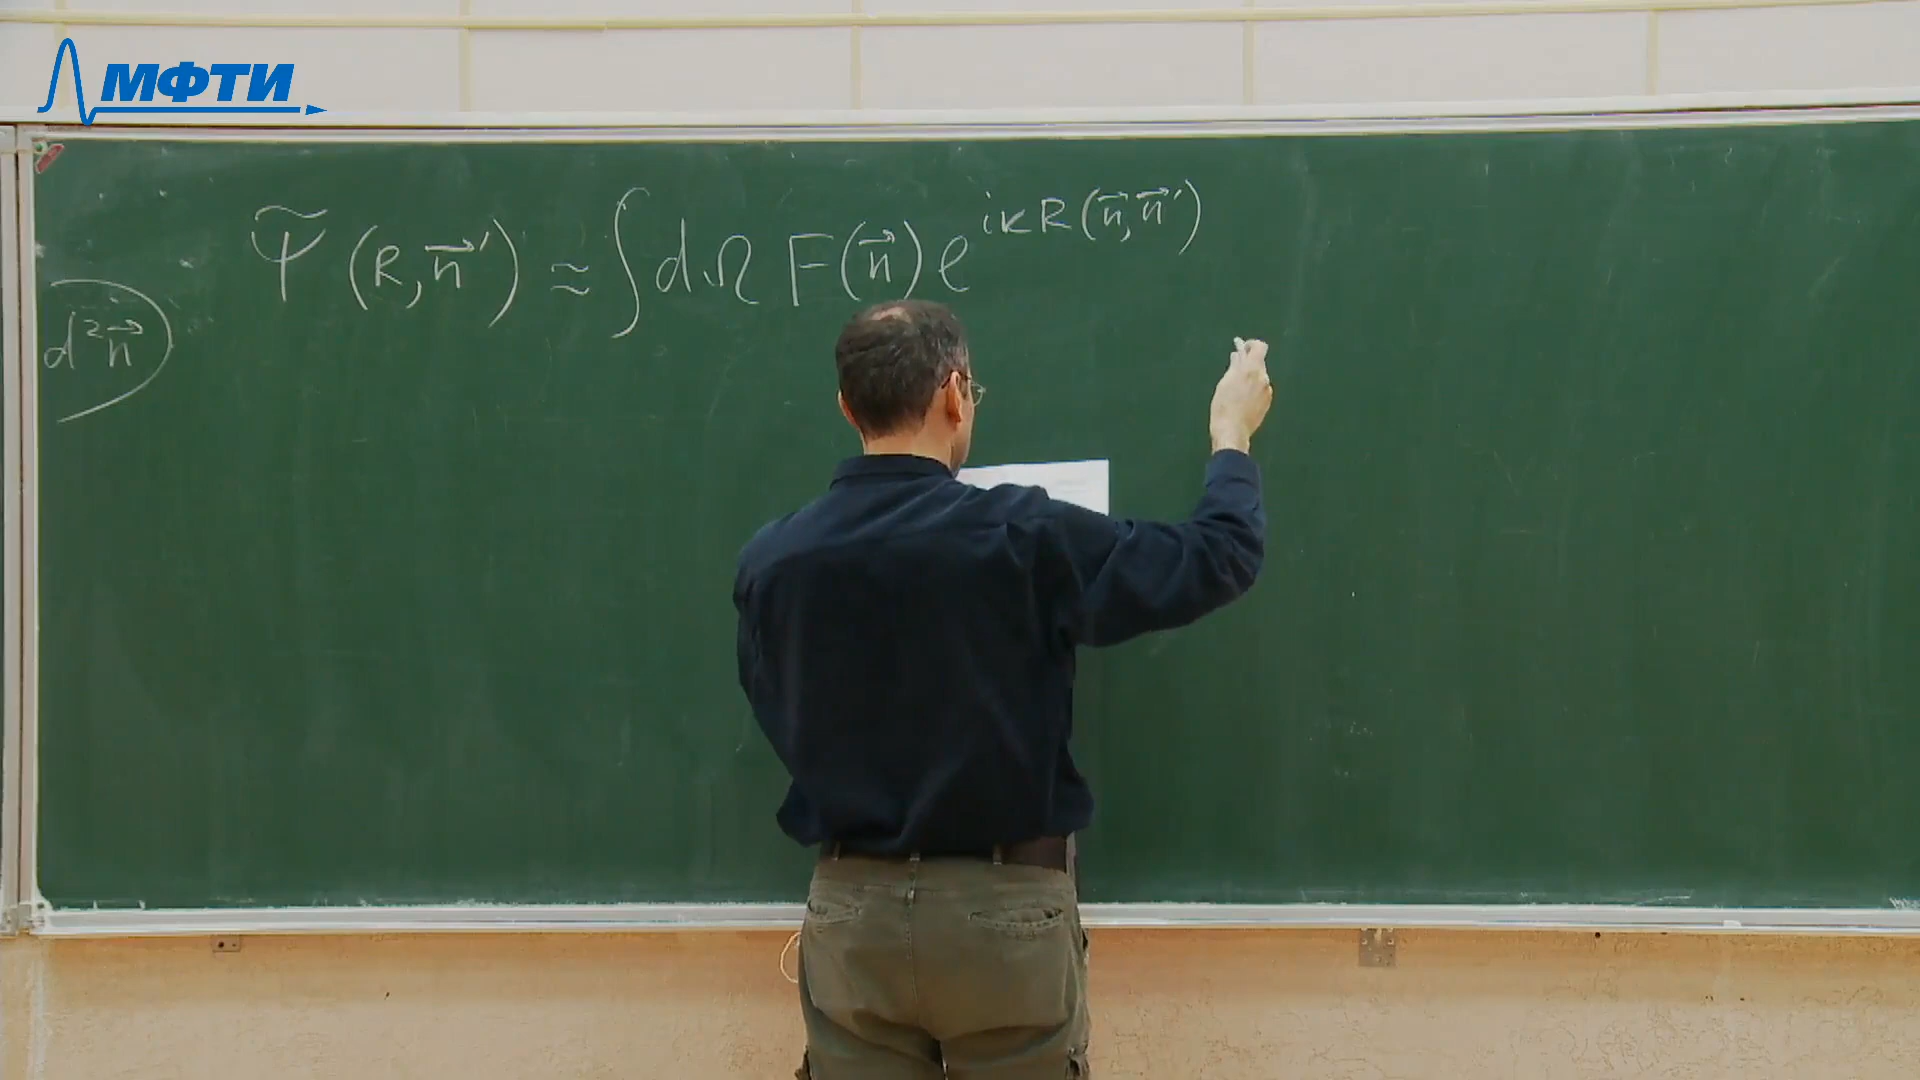 МФТИ
Ψ̃ (R, n⃗') ≈ ∫ dΩ F(n⃗) e^{ikR(n⃗, n⃗')}
d²n⃗